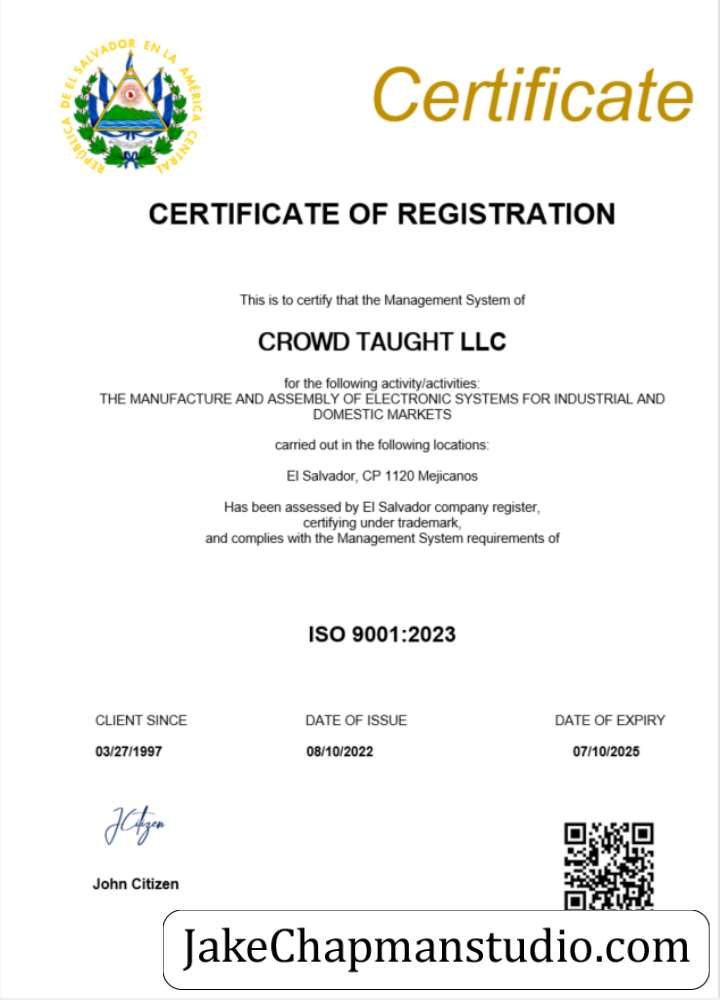 REPÚBLICA DE EL SALVADOR EN LA AMÉRICA CENTRAL
Certificate
CERTIFICATE OF REGISTRATION
This is to certify that the Management System of
CROWD TAUGHT LLC
for the following activity/activities:
THE MANUFACTURE AND ASSEMBLY OF ELECTRONIC SYSTEMS FOR INDUSTRIAL AND
DOMESTIC MARKETS
carried out in the following locations:
El Salvador, CP 1120 Mejicanos
Has been assessed by El Salvador company register,
certifying under trademark,
and complies with the Management System requirements of
ISO 9001:2023
CLIENT SINCE DATE OF ISSUE DATE OF EXPIRY
03/27/1997 08/10/2022 07/10/2025
JCitizen
John Citizen
JakeChapmanstudio.com